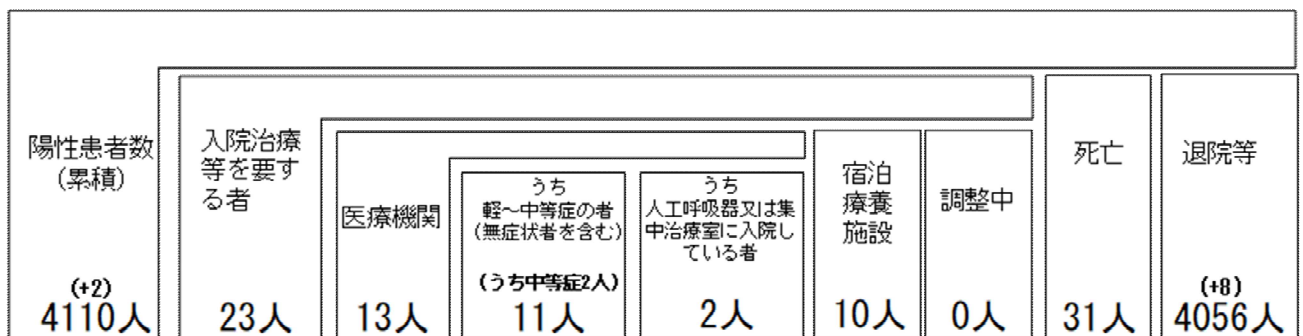 陽性患者数
(累積)
(+2)
4110人
入院治療
等を要す
る者
23人
医療機関
13人
うち
軽～中等症の者
(無症状者を含む)
(うち中等症2人)
11人
うち
人工呼吸器又は集
中治療室に入院し
ている者
2人
宿泊
療養
施設
10人
調整中
0人
死亡
31人
退院等
(+8)
4056人